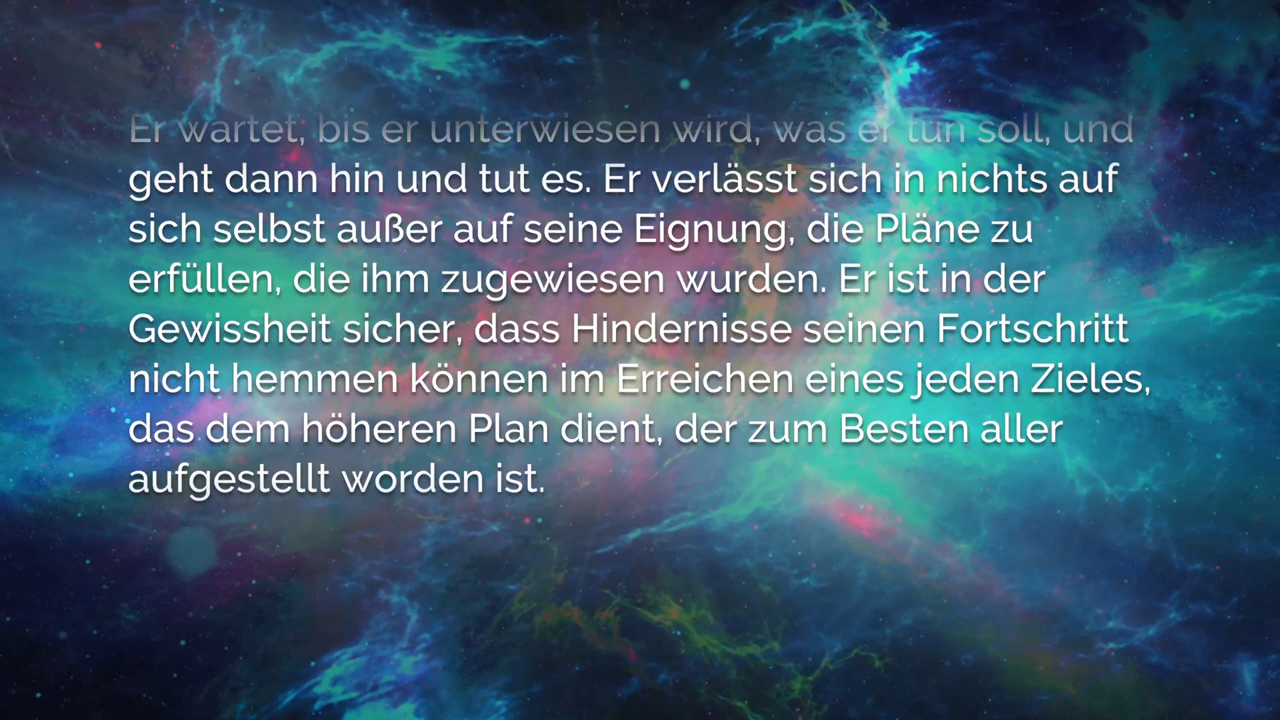 Er wartet, bis er unterwiesen wird, was er tun soll, und
geht dann hin und tut es. Er verlässt sich in nichts auf
sich selbst außer auf seine Eignung, die Pläne zu
erfüllen, die ihm zugewiesen wurden. Er ist in der
Gewissheit sicher, dass Hindernisse seinen Fortschritt
nicht hemmen können im Erreichen eines jeden Zieles,
das dem höheren Plan dient, der zum Besten aller
aufgestellt worden ist.